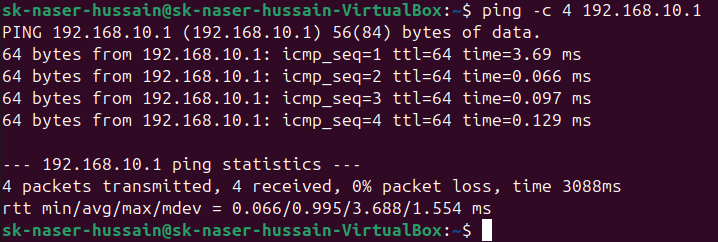 sk-naser-hussain@sk-naser-hussain-VirtualBox:~$ ping -c 4 192.168.10.1
PING 192.168.10.1 (192.168.10.1) 56(84) bytes of data.
64 bytes from 192.168.10.1: icmp_seq=1 ttl=64 time=3.69 ms
64 bytes from 192.168.10.1: icmp_seq=2 ttl=64 time=0.066 ms
64 bytes from 192.168.10.1: icmp_seq=3 ttl=64 time=0.097 ms
64 bytes from 192.168.10.1: icmp_seq=4 ttl=64 time=0.129 ms

--- 192.168.10.1 ping statistics ---
4 packets transmitted, 4 received, 0% packet loss, time 3088ms
rtt min/avg/max/mdev = 0.066/0.995/3.688/1.554 ms
sk-naser-hussain@sk-naser-hussain-VirtualBox:~$